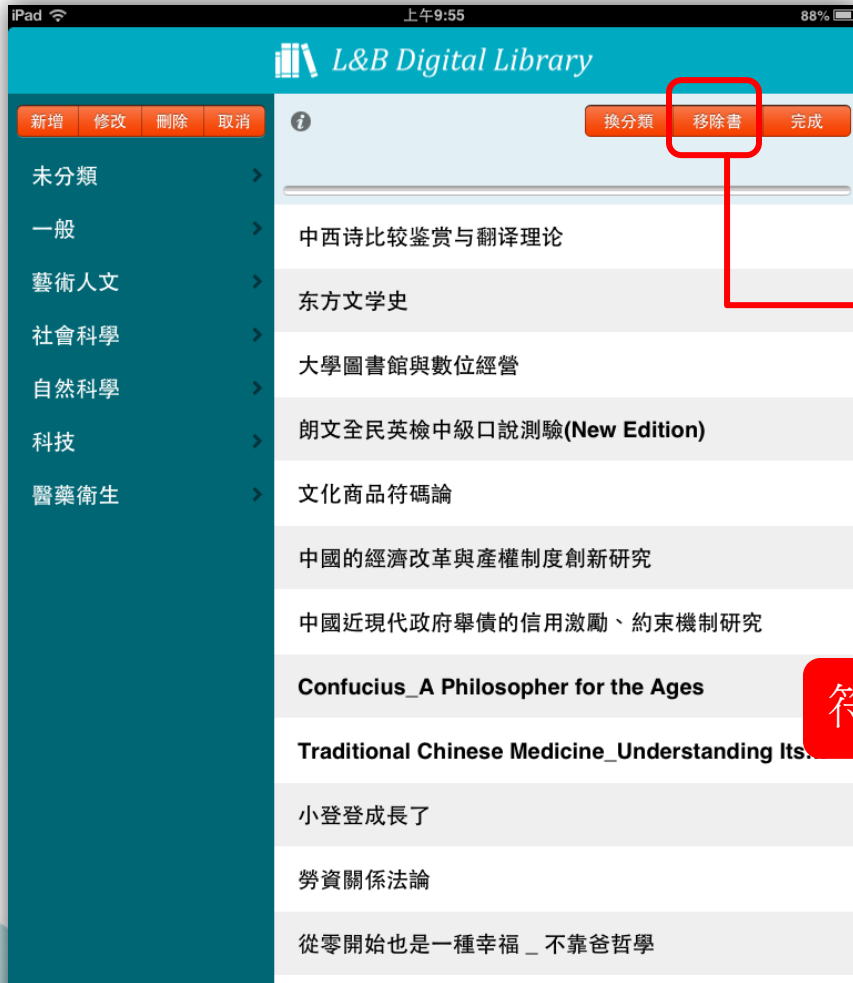 iPad 上午9:55 88%
L&B Digital Library
新增 修改 刪除 取消
換分類 移除書 完成
未分類
一般
藝術人文
社會科學
自然科學
科技
醫藥衛生
中西诗比较鉴赏与翻译理论
东方文学史
大學圖書館與數位經營
朗文全民英檢中級口說測驗(New Edition)
文化商品符碼論
中國的經濟改革與產權制度創新研究
中國近現代政府舉債的信用激勵、約束機制研究
Confucius_A Philosopher for the Ages
Traditional Chinese Medicine_Understanding Its...
小登登成長了
勞資關係法論
從零開始也是一種幸福 _ 不靠爸哲學